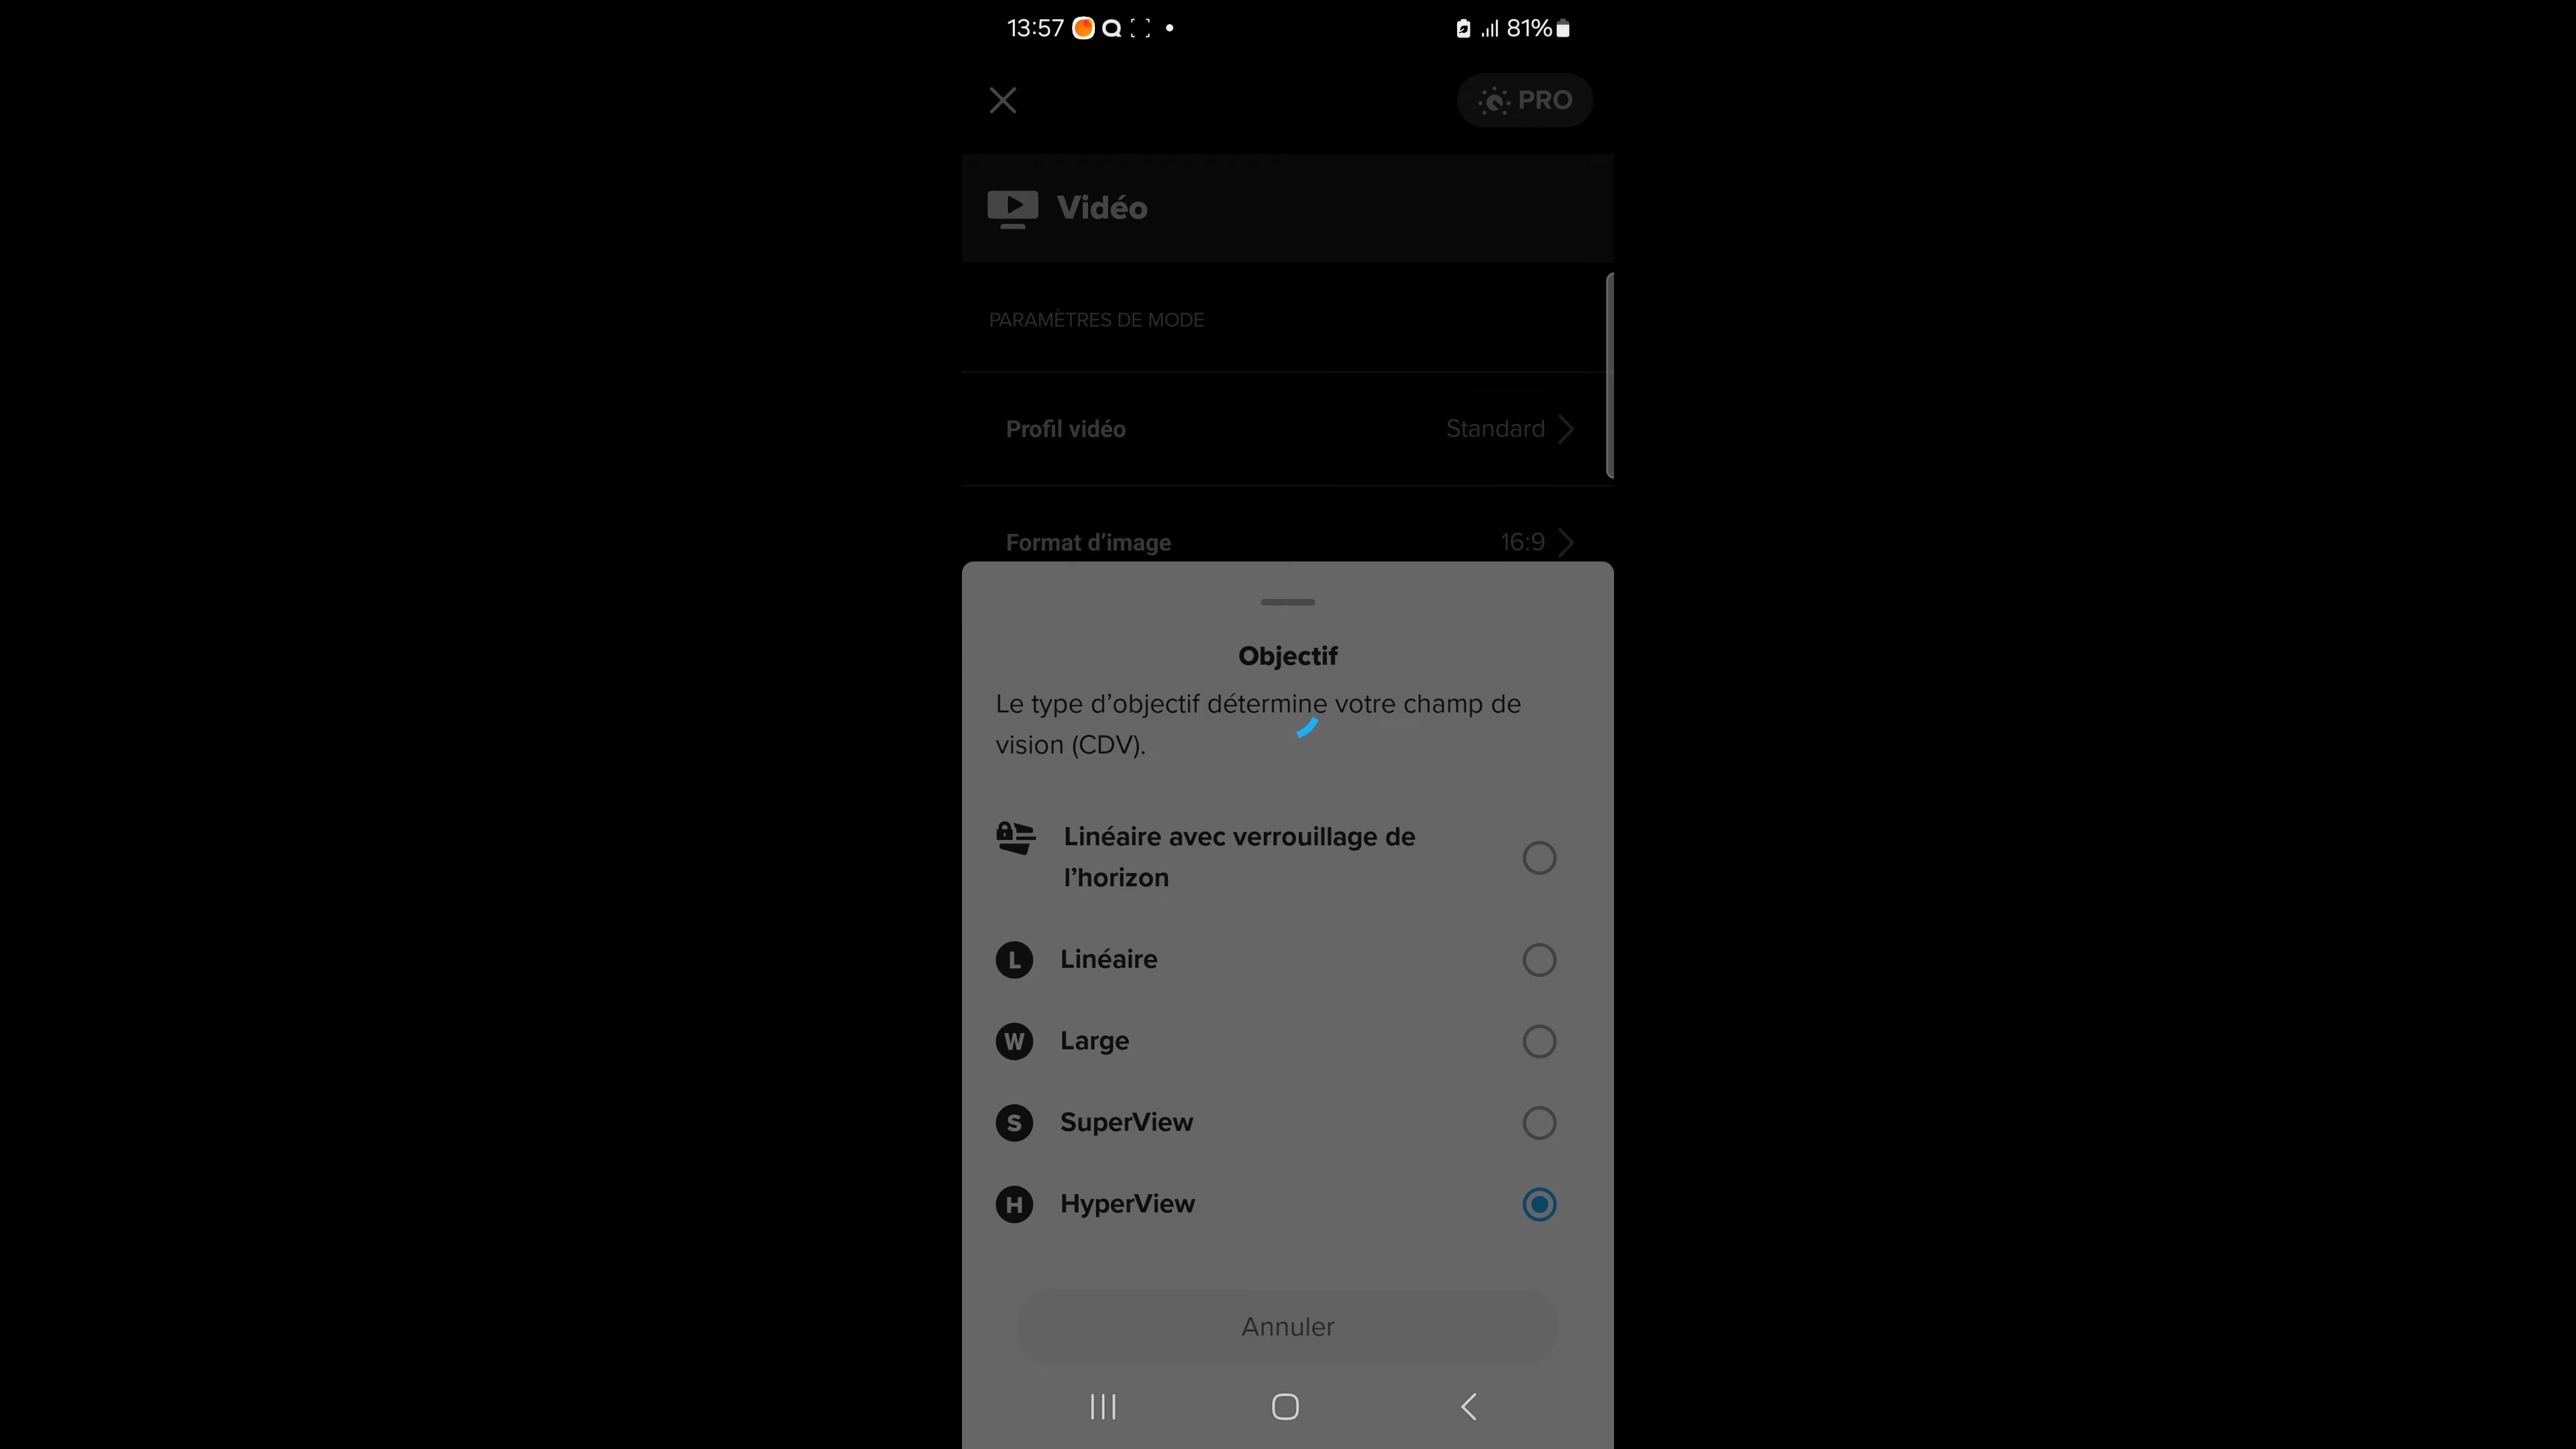 13:57
81%
PRO
Vidéo
PARAMÈTRES DE MODE
Profil vidéo Standard
Format d’image 16:9
Objectif
Le type d’objectif détermine votre champ de
vision (CDV).
Linéaire avec verrouillage de
l’horizon
L Linéaire
W Large
S SuperView
H HyperView
Annuler